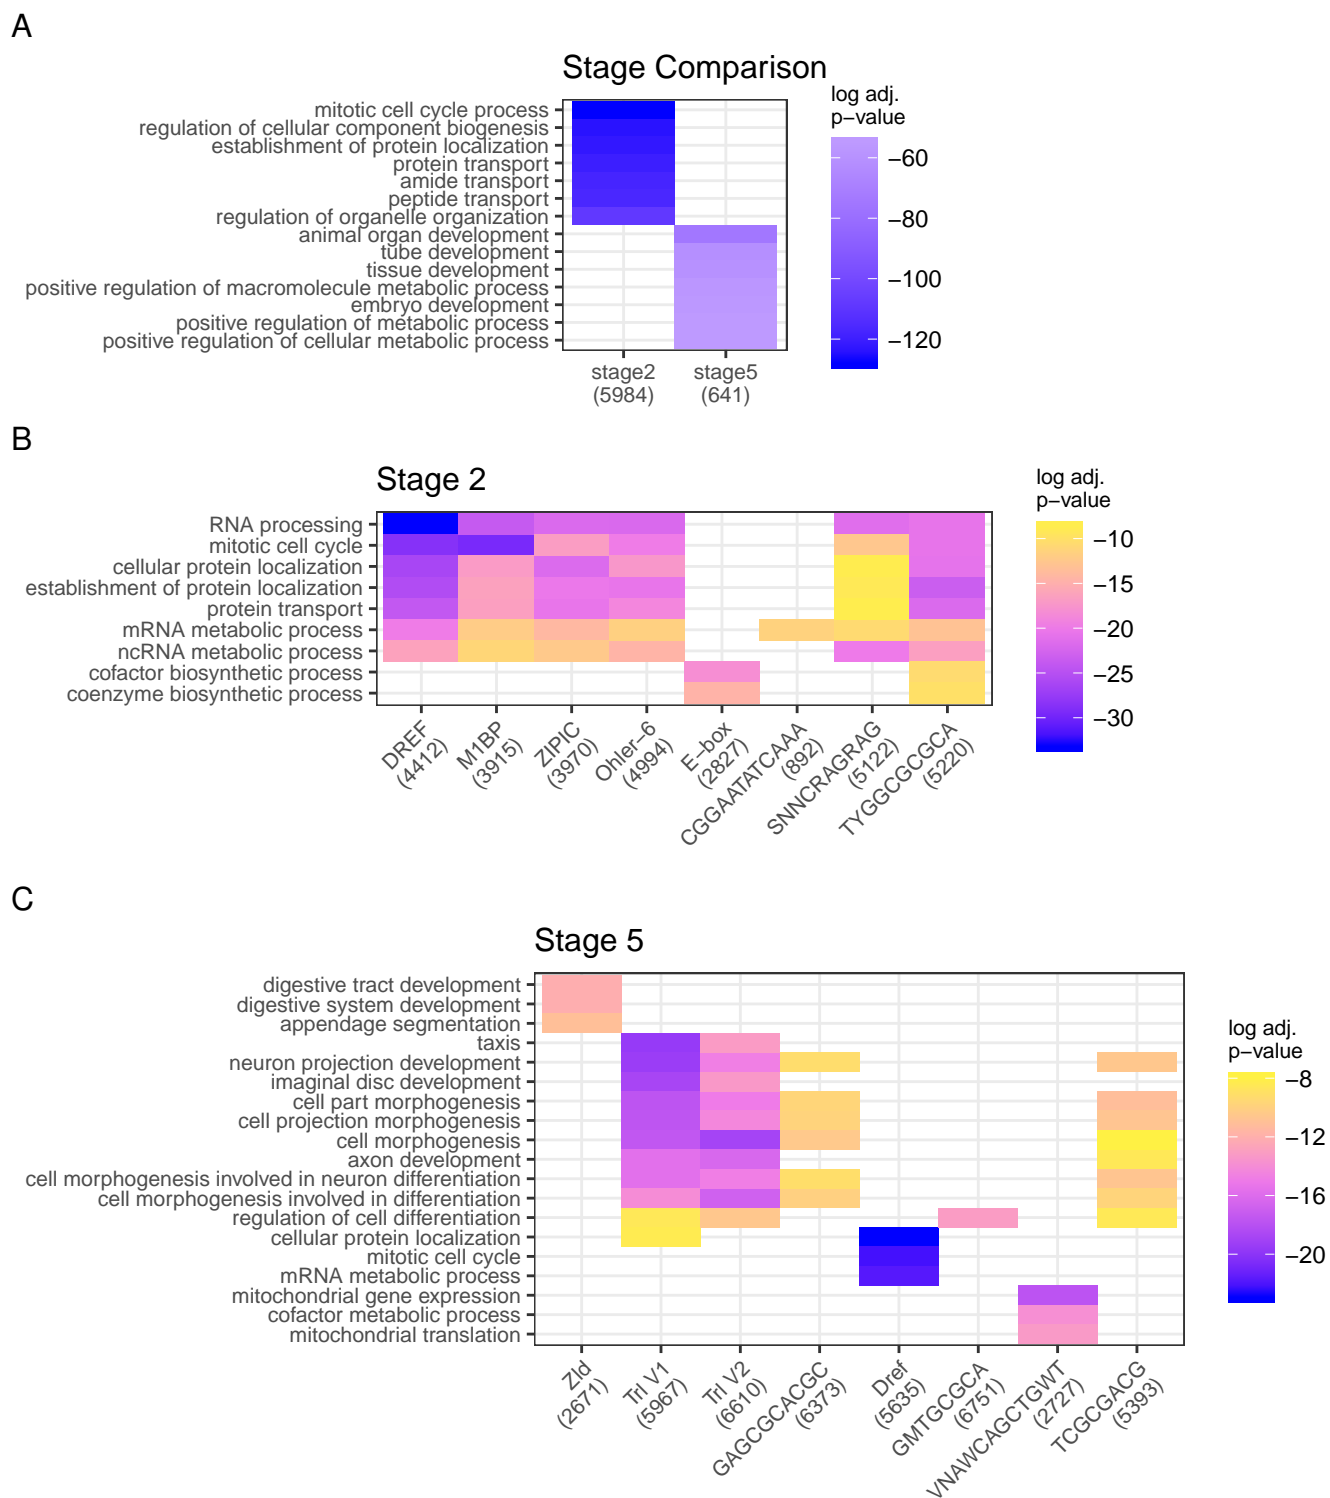 A
Stage Comparison
mitotic cell cycle process
regulation of cellular component biogenesis
establishment of protein localization
protein transport
amide transport
peptide transport
regulation of organelle organization
animal organ development
tube development
tissue development
positive regulation of macromolecule metabolic process
embryo development
positive regulation of metabolic process
positive regulation of cellular metabolic process
stage2
(5984)
stage5
(641)
log adj.
p−value
−60
−80
−100
−120
B
Stage 2
RNA processing
mitotic cell cycle
cellular protein localization
establishment of protein localization
protein transport
mRNA metabolic process
ncRNA metabolic process
cofactor biosynthetic process
coenzyme biosynthetic process
DREF
(4412)
M1BP
(3915)
ZIPIC
(3970)
Ohler−6
(4994)
E−box
(2827)
CGGAATATCAAA
(892)
SNNCRAGRAG
(5122)
TYGGCGCGCA
(5220)
log adj.
p−value
−10
−15
−20
−25
−30
C
Stage 5
digestive tract development
digestive system development
appendage segmentation
taxis
neuron projection development
imaginal disc development
cell part morphogenesis
cell projection morphogenesis
cell morphogenesis
axon development
cell morphogenesis involved in neuron differentiation
cell morphogenesis involved in differentiation
regulation of cell differentiation
cellular protein localization
mitotic cell cycle
mRNA metabolic process
mitochondrial gene expression
cofactor metabolic process
mitochondrial translation
Zld
(2671)
Trl V1
(5967)
Trl V2
(6610)
GAGCGCACGC
(6373)
Dref
(5635)
GMTGCGCA
(6751)
VNAWCAGCTGWT
(2727)
TCGCGACG
(5393)
log adj.
p−value
−8
−12
−16
−20